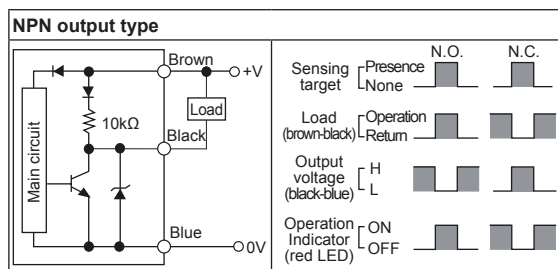 NPN output type
Brown
+V
Load
10kΩ
Black
Main circuit
Blue
0V
N.O.
N.C.
Sensing
target
Presence
None
Load
(brown-black)
Operation
Return
Output
voltage
(black-blue)
H
L
Operation
Indicator
(red LED)
ON
OFF